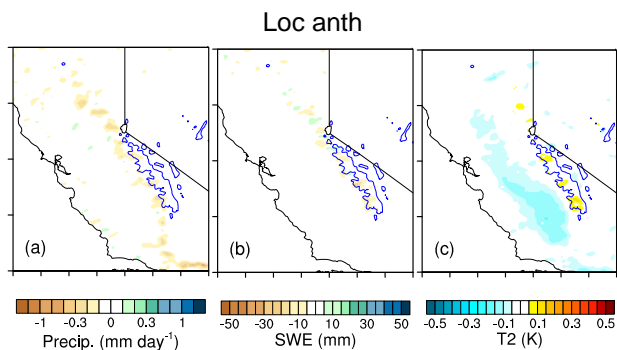 Loc anth
(a) (b) (c)
-1 -0.3 0 0.3 1 -50 -30 -10 10 30 50 -0.5 -0.3 -0.1 0.1 0.3 0.5
Precip. (mm day⁻¹) SWE (mm) T2 (K)